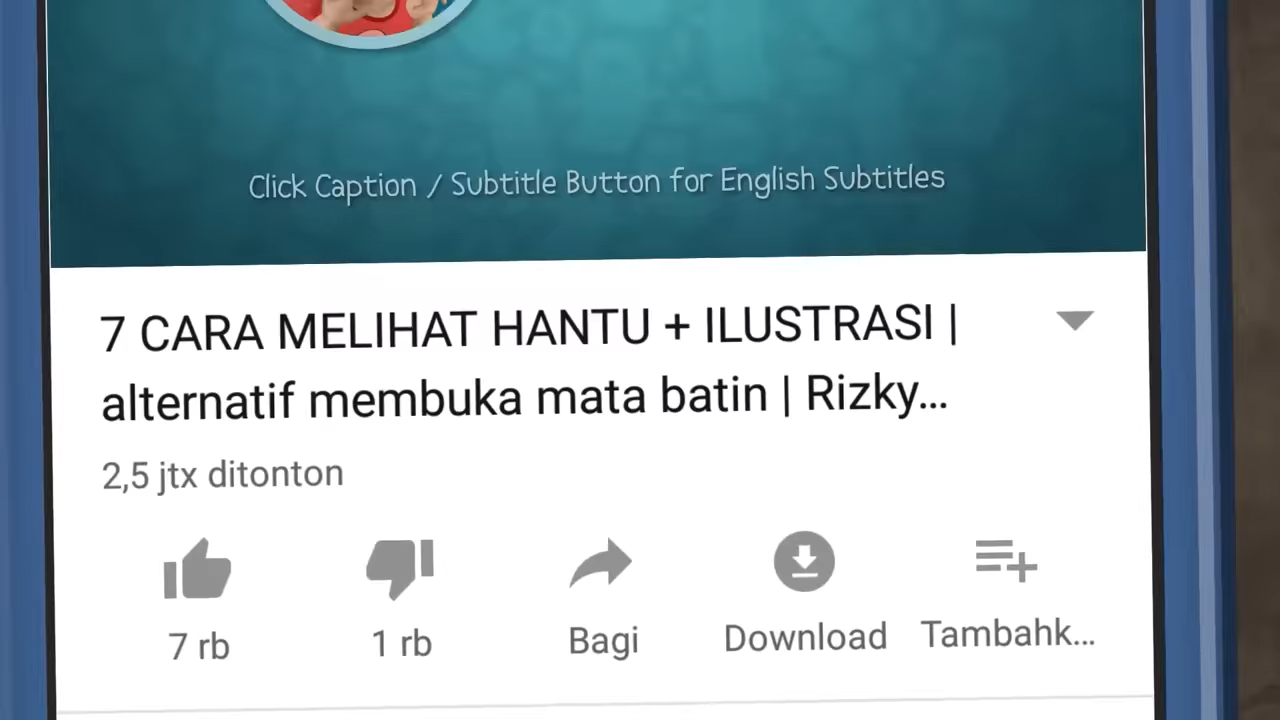 Click Caption / Subtitle Button for English Subtitles
7 CARA MELIHAT HANTU + ILUSTRASI |
alternatif membuka mata batin | Rizky...
2,5 jtx ditonton
7 rb
1 rb
Bagi
Download
Tambahk...